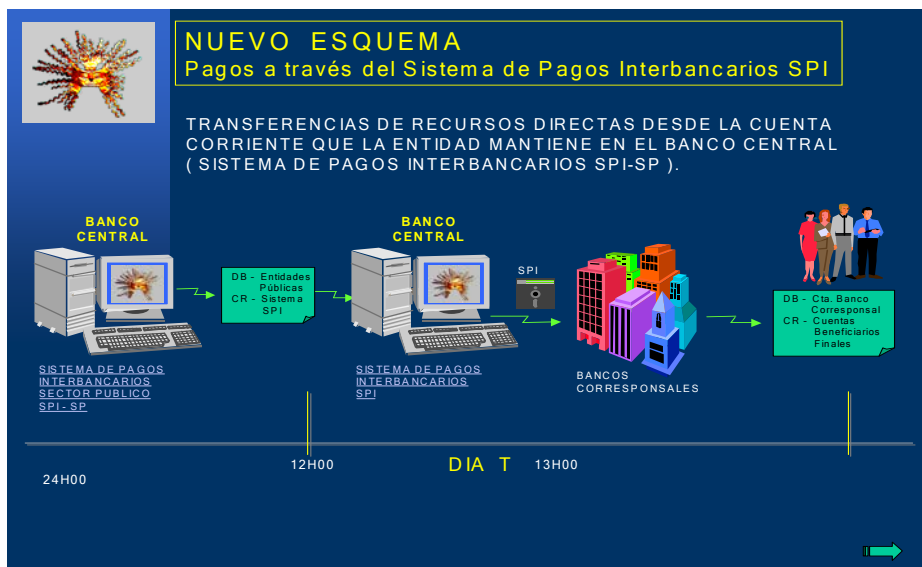 NUEVO ESQUEMA
Pagos a través del Sistema de Pagos Interbancarios SPI
TRANSFERENCIAS DE RECURSOS DIRECTAS DESDE LA CUENTA
CORRIENTE QUE LA ENTIDAD MANTIENE EN EL BANCO CENTRAL
( SISTEMA DE PAGOS INTERBANCARIOS SPI-SP ).
BANCO
CENTRAL
DB - Entidades
Públicas
CR - Sistema
SPI
SISTEMA DE PAGOS
INTERBANCARIOS
SECTOR PUBLICO
SPI - SP
BANCO
CENTRAL
SISTEMA DE PAGOS
INTERBANCARIOS
SPI
SPI
BANCOS
CORRESPONSALES
DB - Cta. Banco
Corresponsal
CR - Cuentas
Beneficiarios
Finales
24H00
12H00
DIA T
13H00